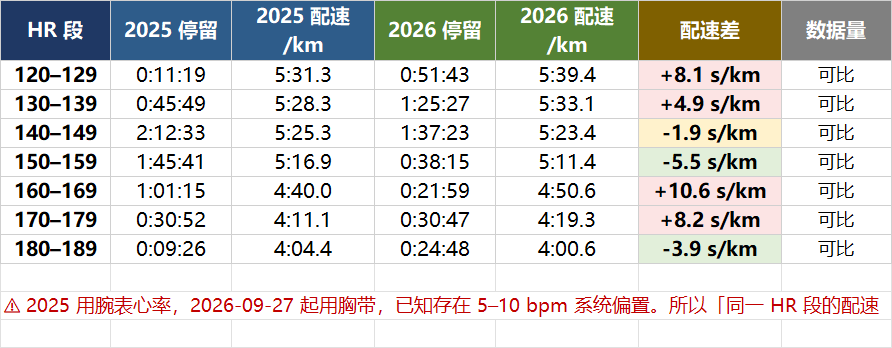 HR 段 2025 停留 2025 配速 /km 2026 停留 2026 配速 /km 配速差 数据量
120–129 0:11:19 5:31.3 0:51:43 5:39.4 +8.1 s/km 可比
130–139 0:45:49 5:28.3 1:25:27 5:33.1 +4.9 s/km 可比
140–149 2:12:33 5:25.3 1:37:23 5:23.4 -1.9 s/km 可比
150–159 1:45:41 5:16.9 0:38:15 5:11.4 -5.5 s/km 可比
160–169 1:01:15 4:40.0 0:21:59 4:50.6 +10.6 s/km 可比
170–179 0:30:52 4:11.1 0:30:47 4:19.3 +8.2 s/km 可比
180–189 0:09:26 4:04.4 0:24:48 4:00.6 -3.9 s/km 可比
⚠ 2025 用腕表心率，2026-09-27 起用胸带，已知存在 5–10 bpm 系统偏置。所以「同一 HR 段的配速